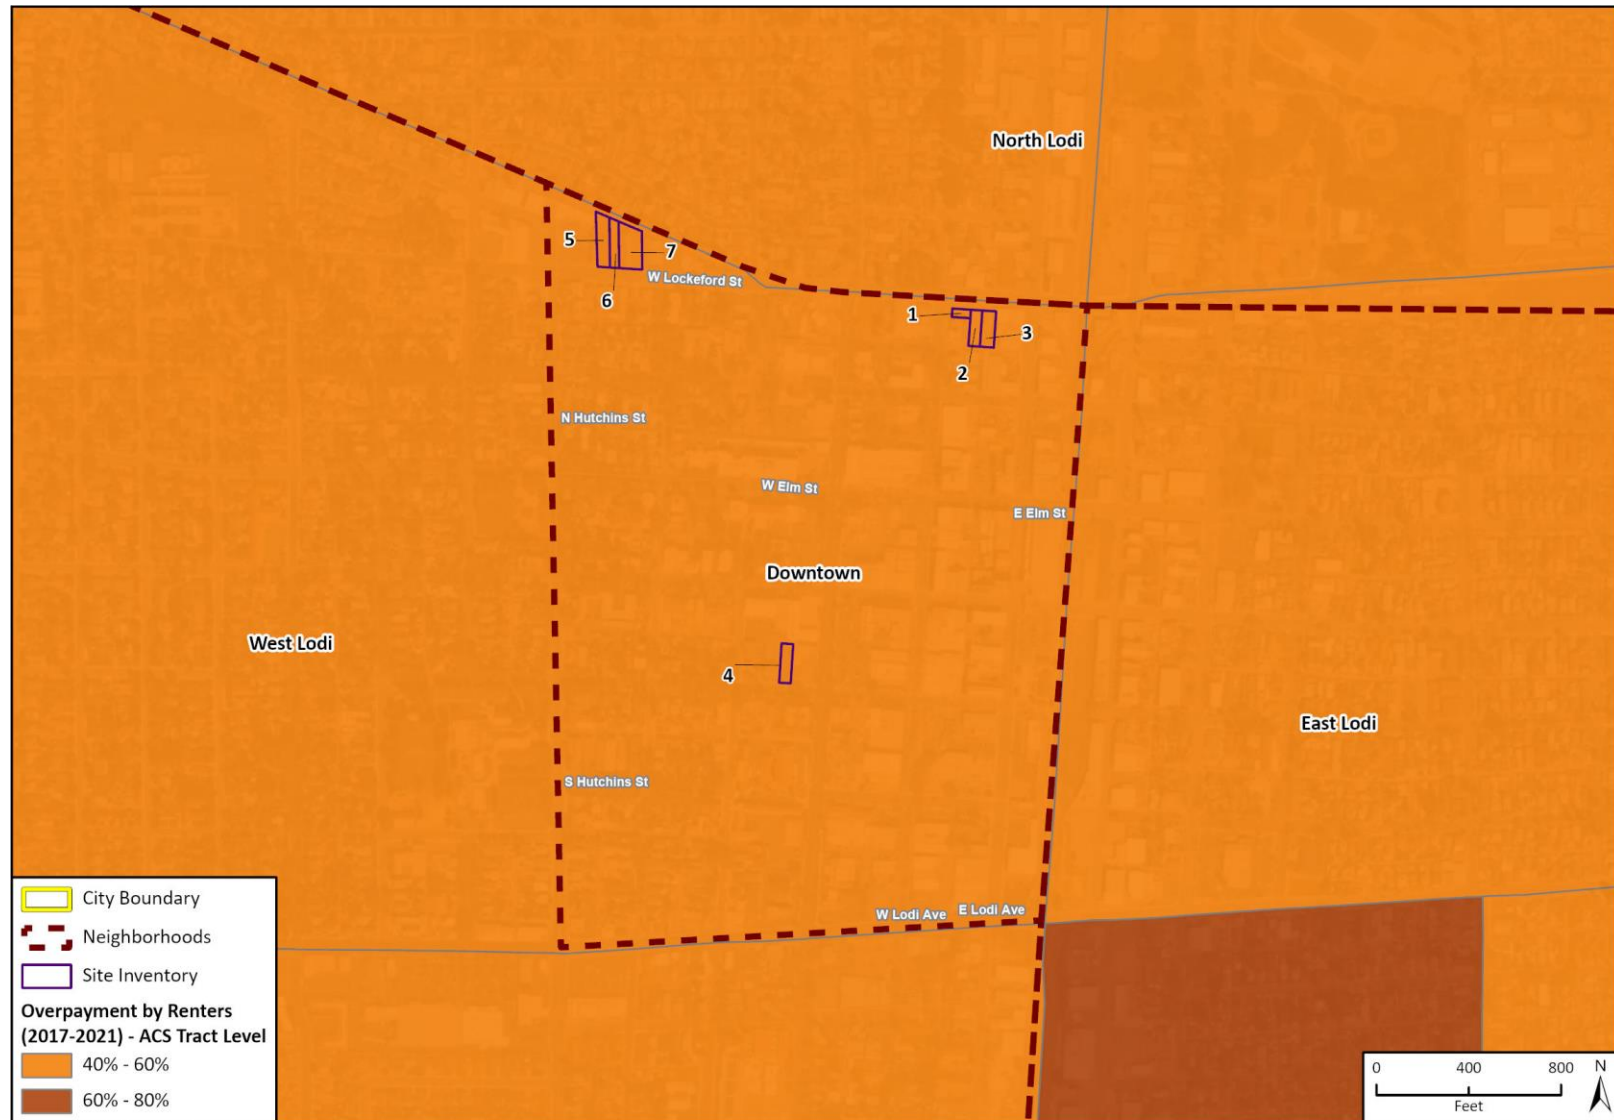 North Lodi
5
7
W Lockeford St
6
1
3
2
N Hutchins St
W Elm St
E Elm St
Downtown
West Lodi
4
East Lodi
S Hutchins St
W Lodi Ave
E Lodi Ave
City Boundary
Neighborhoods
Site Inventory
Overpayment by Renters
(2017-2021) - ACS Tract Level
40% - 60%
60% - 80%
0 400 800
Feet
N